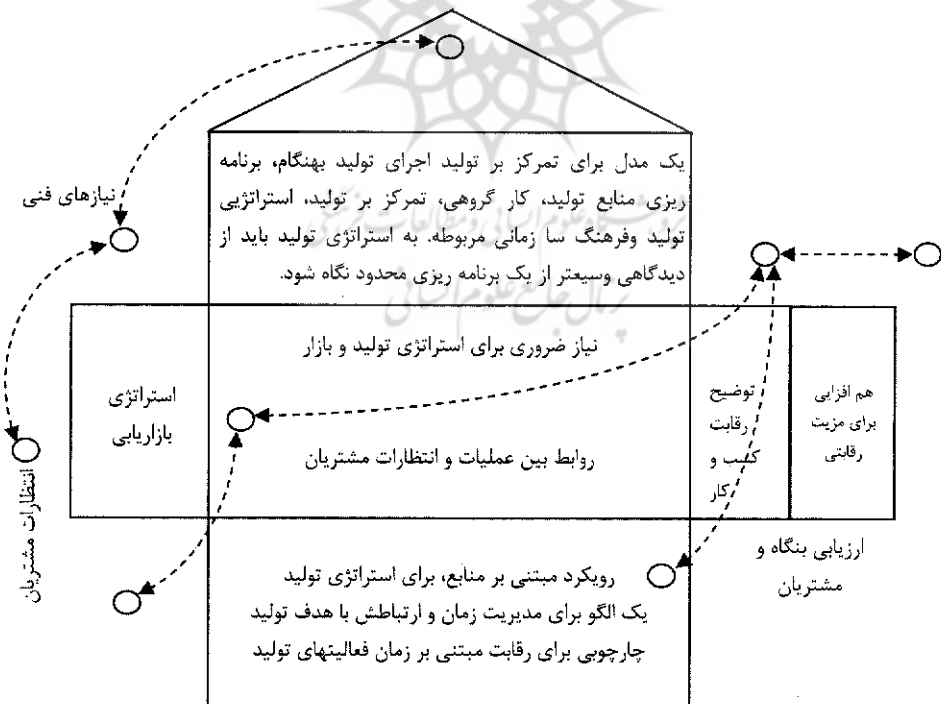 یک مدل برای تمرکز بر تولید اجرای تولید بهنگام، برنامه
ریزی منابع تولید، کار گروهی، تمرکز بر تولید، استراتژیی
تولید وفرهنگ سا زمانی مربوطه. به استراتژی تولید باید از
دیدگاهی وسیعتر از یک برنامه ریزی محدود نگاه شود.
نیازهای فنی
نیاز ضروری برای استراتژی تولید و بازار
روابط بین عملیات و انتظارات مشتریان
استراتژی
بازاریابی
توضیح
رقابت
کسب و
کار
هم افزایی
برای مزیت
رقابتی
انتظارات مشتریان
ارزیابی بنگاه و
مشتریان
رویکرد مبتنی بر منابع، برای استراتژی تولید
یک الگو برای مدیریت زمان و ارتباطش با هدف تولید
چارچوبی برای رقابت مبتنی بر زمان فعالیتهای تولید
پرتال جامع علوم انسانی